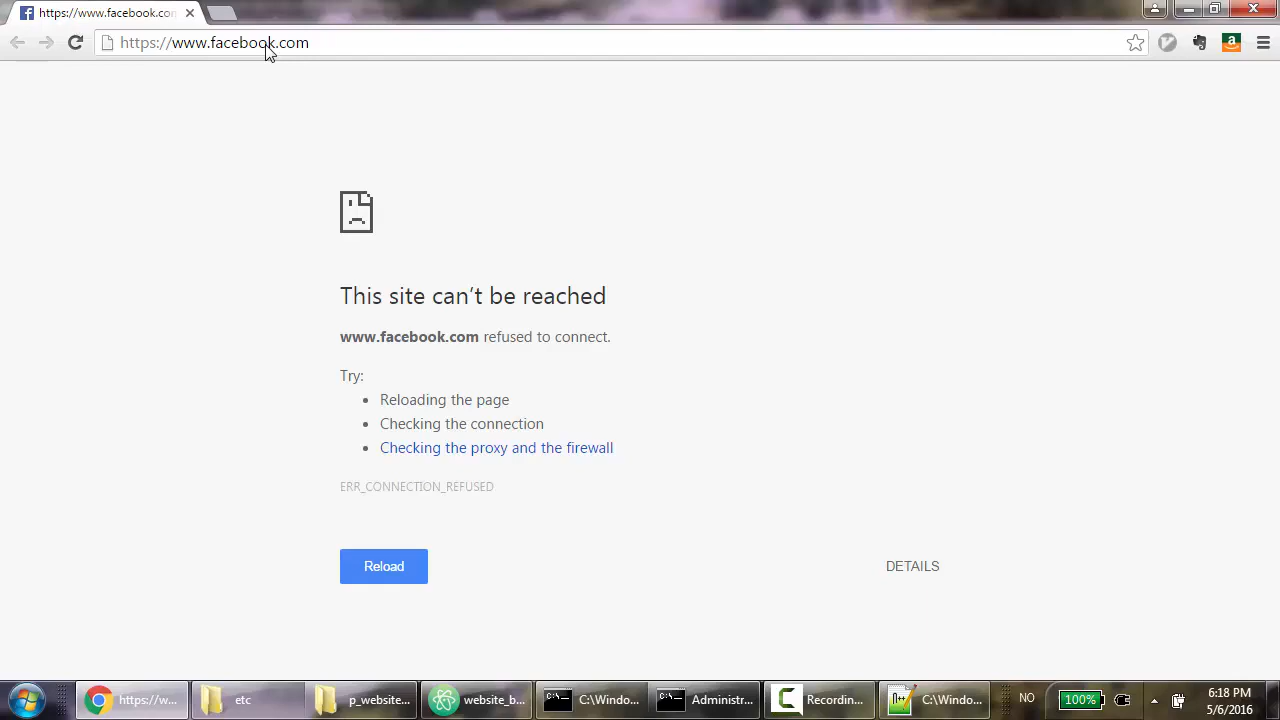 https://www.facebook.con
https://www.facebook.com
This site can't be reached
www.facebook.com refused to connect.
Try:
Reloading the page
Checking the connection
Checking the proxy and the firewall
ERR_CONNECTION_REFUSED
Reload
DETAILS
https://w...
etc
p_website...
website_b...
C:\Windo...
Administr...
Recordin...
C:\Windo...
NO
100%
6:18 PM
5/6/2016